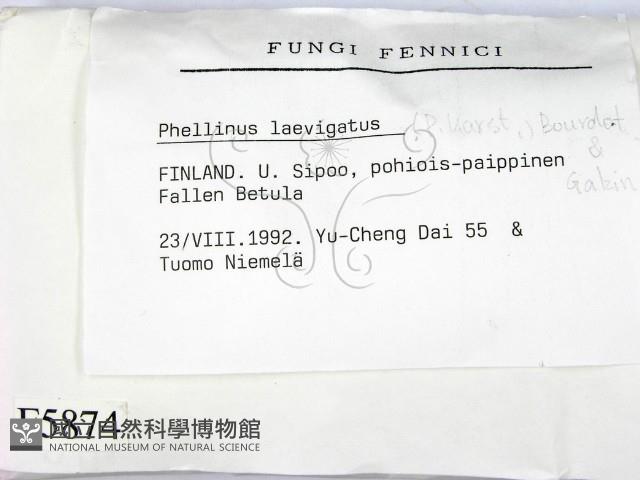 FUNGI FENNICI
Phellinus laevigatus (P. Karst.) Bourdot
&
Galzin
FINLAND. U. Sipoo, pohiois-paippinen
Fallen Betula
23/VIII.1992. Yu-Cheng Dai 55 &
Tuomo Niemelä
F5874
國立自然科學博物館
NATIONAL MUSEUM OF NATURAL SCIENCE